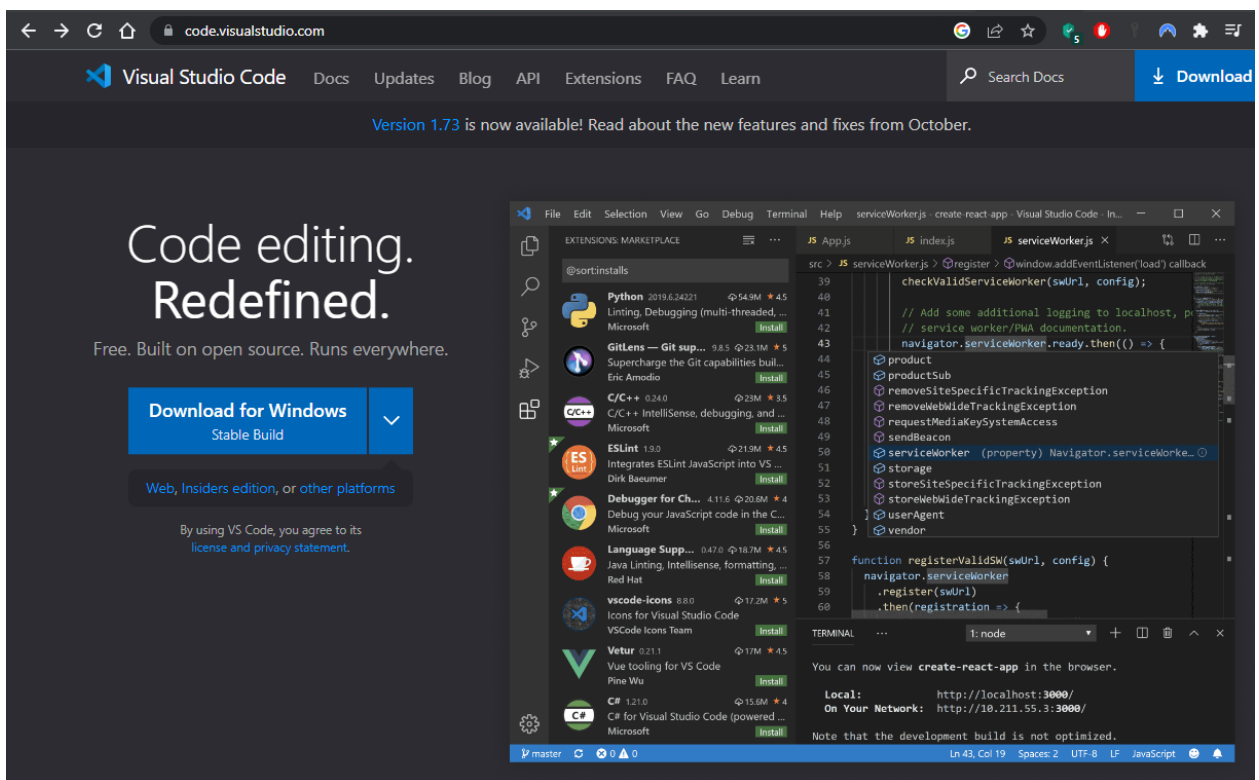 code.visualstudio.com
5
Visual Studio Code Docs Updates Blog API Extensions FAQ Learn Search Docs Download
Version 1.73 is now available! Read about the new features and fixes from October.
Code editing.
Redefined.
Free. Built on open source. Runs everywhere.
Download for Windows
Stable Build
Web, Insiders edition, or other platforms
By using VS Code, you agree to its
license and privacy statement.
File Edit Selection View Go Debug Terminal Help serviceWorker.js - create-react-app - Visual Studio Code - In...
EXTENSIONS: MARKETPLACE
@sort:installs
Python 2019.6.24221 54.9M 4.5
Linting, Debugging (multi-threaded, ...
Microsoft Install
GitLens — Git sup... 9.8.5 23.1M 5
Supercharge the Git capabilities buil...
Eric Amodio Install
C/C++ 0.24.0 23M 3.5
C/C++
C/C++ IntelliSense, debugging, and ...
Microsoft Install
ESLint 1.9.0 21.9M 4.5
ES
Lint
Integrates ESLint JavaScript into VS ...
Dirk Baeumer Install
Debugger for Ch... 4.11.6 20.6M 4
Debug your JavaScript code in the C...
Microsoft Install
Language Supp... 0.47.0 18.7M 4.5
Java Linting, Intellisense, formatting, ...
Red Hat Install
vscode-icons 8.8.0 17.2M 5
Icons for Visual Studio Code
VSCode Icons Team Install
Vetur 0.21.1 17M 4.5
Vue tooling for VS Code
Pine Wu Install
C# 1.21.0 15.6M 4
C#
C# for Visual Studio Code (powered ...
Microsoft Install
JS App.js JS index.js JS serviceWorker.js
src > JS serviceWorker.js > register > window.addEventListener('load') callback
39 checkValidServiceWorker(swUrl, config);
40
41 // Add some additional logging to localhost, p
42 // service worker/PWA documentation.
43 navigator.serviceWorker.ready.then(() => {
44 product
45 productSub
46 removeSiteSpecificTrackingException
47 removeWebWideTrackingException
48 requestMediaKeySystemAccess
49 sendBeacon
50 serviceWorker (property) Navigator.serviceWorke...
51 storage
52 storeSiteSpecificTrackingException
53 storeWebWideTrackingException
54 userAgent
55 } vendor
56
57 function registerValidSW(swUrl, config) {
58 navigator.serviceWorker
59 .register(swUrl)
60 .then(registration => {
TERMINAL ... 1: node
You can now view create-react-app in the browser.
Local: http://localhost:3000/
On Your Network: http://10.211.55.3:3000/
Note that the development build is not optimized.
master 0 0 Ln 43, Col 19 Spaces: 2 UTF-8 LF JavaScript